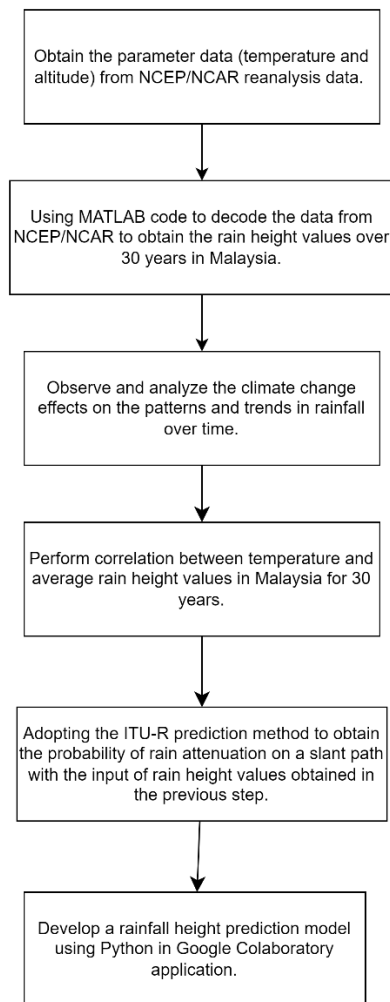 Obtain the parameter data (temperature and
altitude) from NCEP/NCAR reanalysis data.
Using MATLAB code to decode the data from
NCEP/NCAR to obtain the rain height values over
30 years in Malaysia.
Observe and analyze the climate change
effects on the patterns and trends in rainfall
over time.
Perform correlation between temperature and
average rain height values in Malaysia for 30
years.
Adopting the ITU-R prediction method to obtain
the probability of rain attenuation on a slant path
with the input of rain height values obtained in
the previous step.
Develop a rainfall height prediction model
using Python in Google Colaboratory
application.